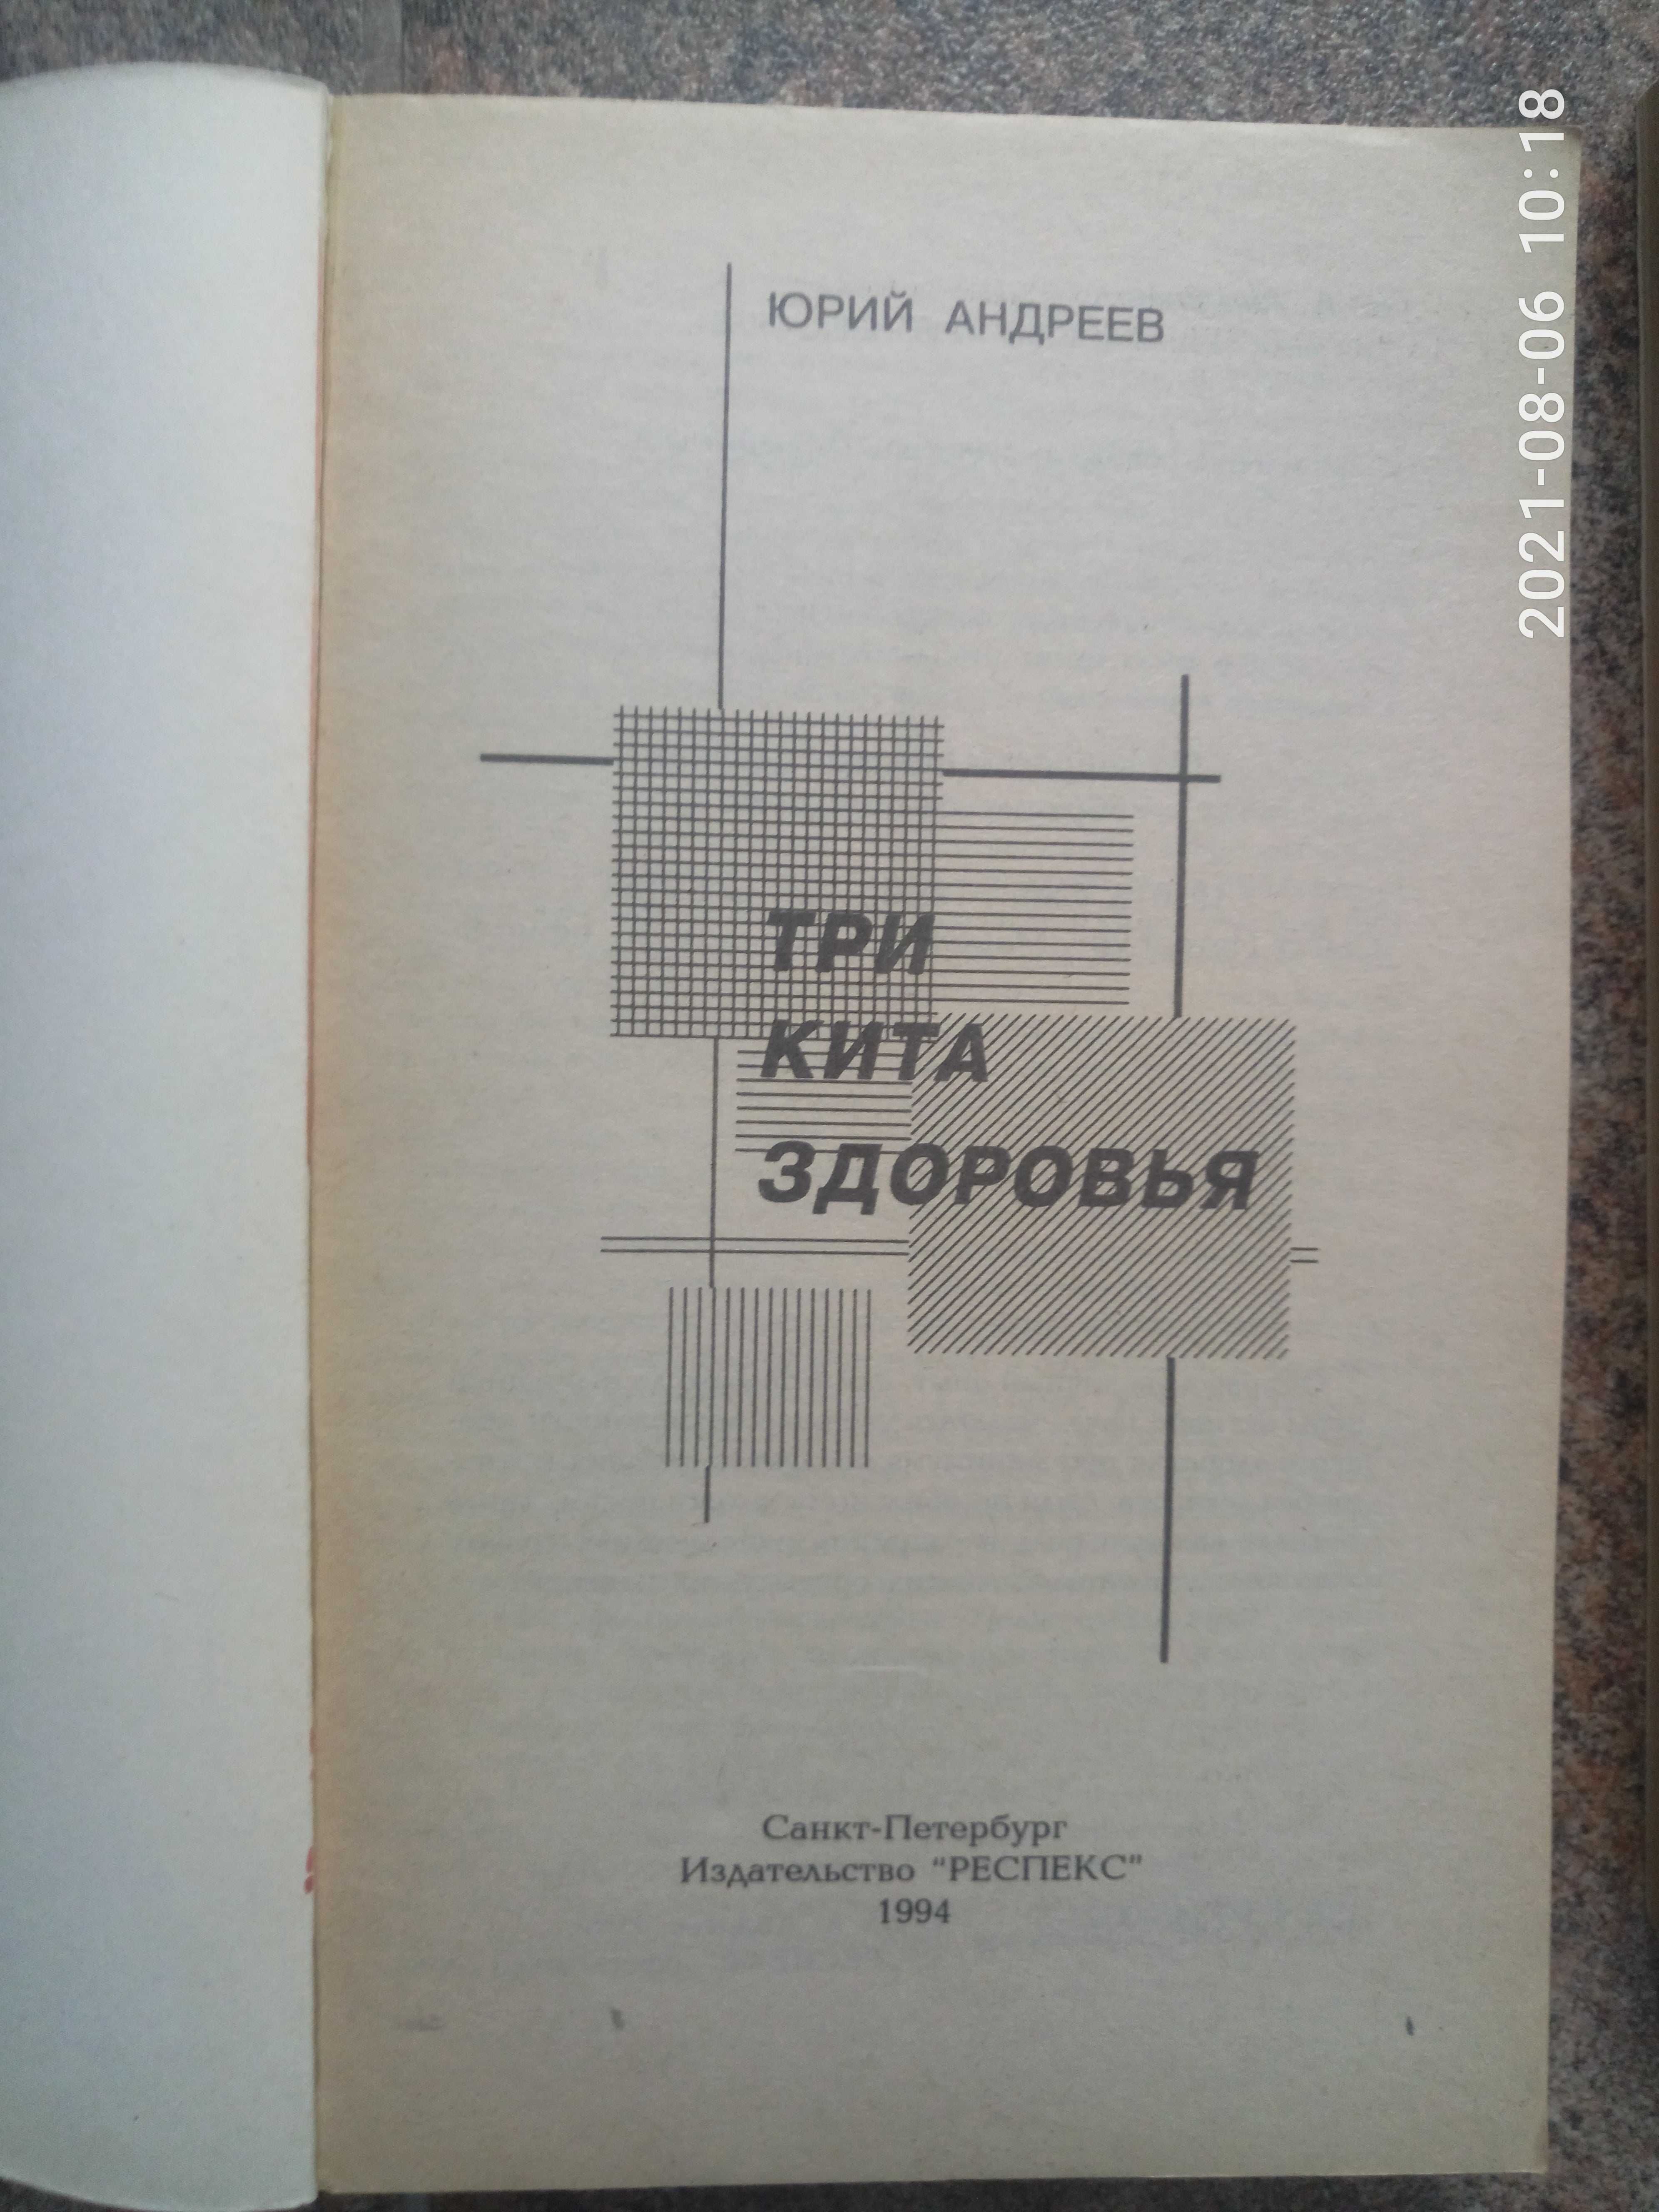 ЮРИЙ АНДРЕЕВ
ТРИ
КИТА
ЗДОРОВЬЯ
Санкт-Петербург
Издательство "РЕСПЕКС"
1994
2021-08-06 10:18